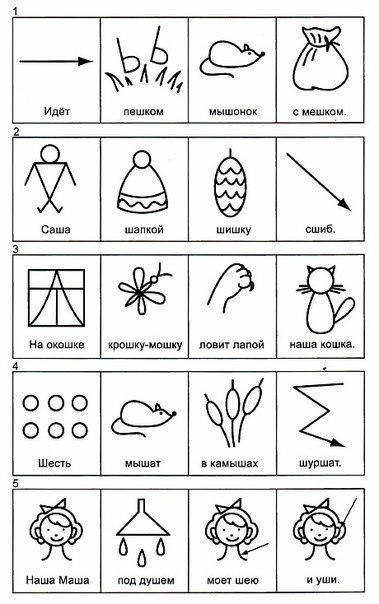 1
Идёт пешком мышонок с мешком.
2
Саша шапкой шишку сшиб.
3
На окошке крошку-мошку ловит лапой наша кошка.
4
Шесть мышат в камышах шуршат.
5
Наша Маша под душем моет шею и уши.